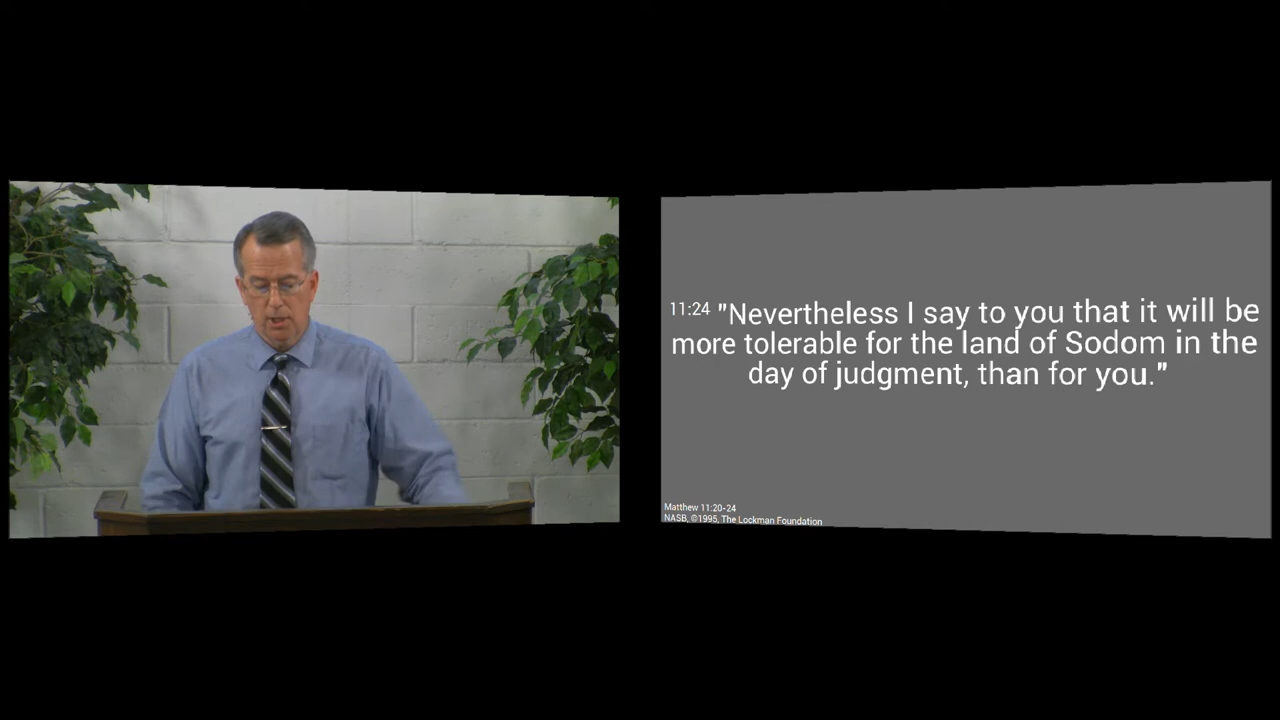 11:24 "Nevertheless I say to you that it will be
more tolerable for the land of Sodom in the
day of judgment, than for you."
Matthew 11:20-24
NASB, ©1995, The Lockman Foundation